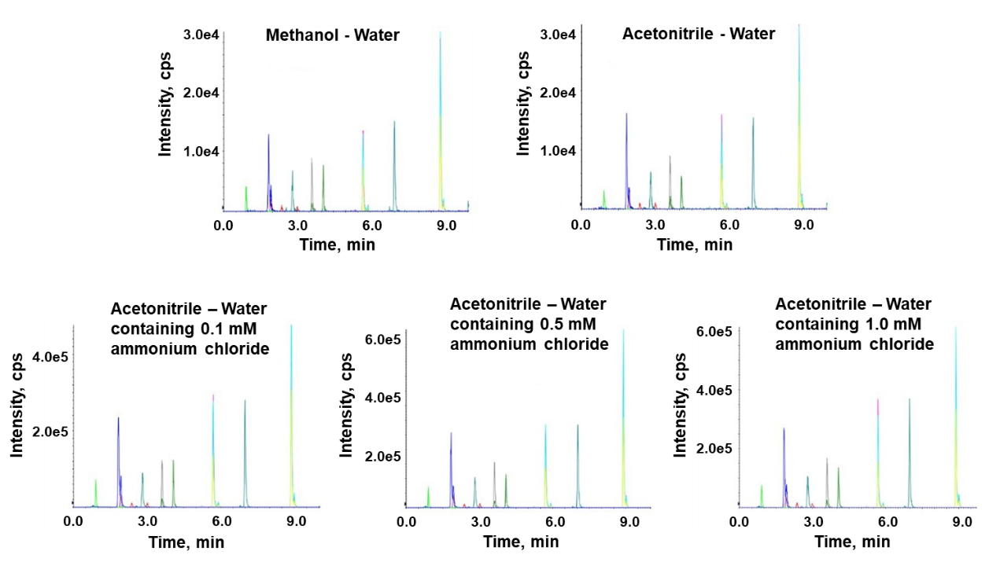 Methanol - Water
Intensity, cps
3.0e4
2.0e4
1.0e4
0.0 3.0 6.0 9.0
Time, min
Acetonitrile - Water
Intensity, cps
3.0e4
2.0e4
1.0e4
0.0 3.0 6.0 9.0
Time, min
Acetonitrile – Water
containing 0.1 mM
ammonium chloride
Intensity, cps
4.0e5
2.0e5
0.0 3.0 6.0 9.0
Time, min
Acetonitrile – Water
containing 0.5 mM
ammonium chloride
Intensity, cps
6.0e5
4.0e5
2.0e5
0.0 3.0 6.0 9.0
Time, min
Acetonitrile – Water
containing 1.0 mM
ammonium chloride
Intensity, cps
6.0e5
4.0e5
2.0e5
0.0 3.0 6.0 9.0
Time, min